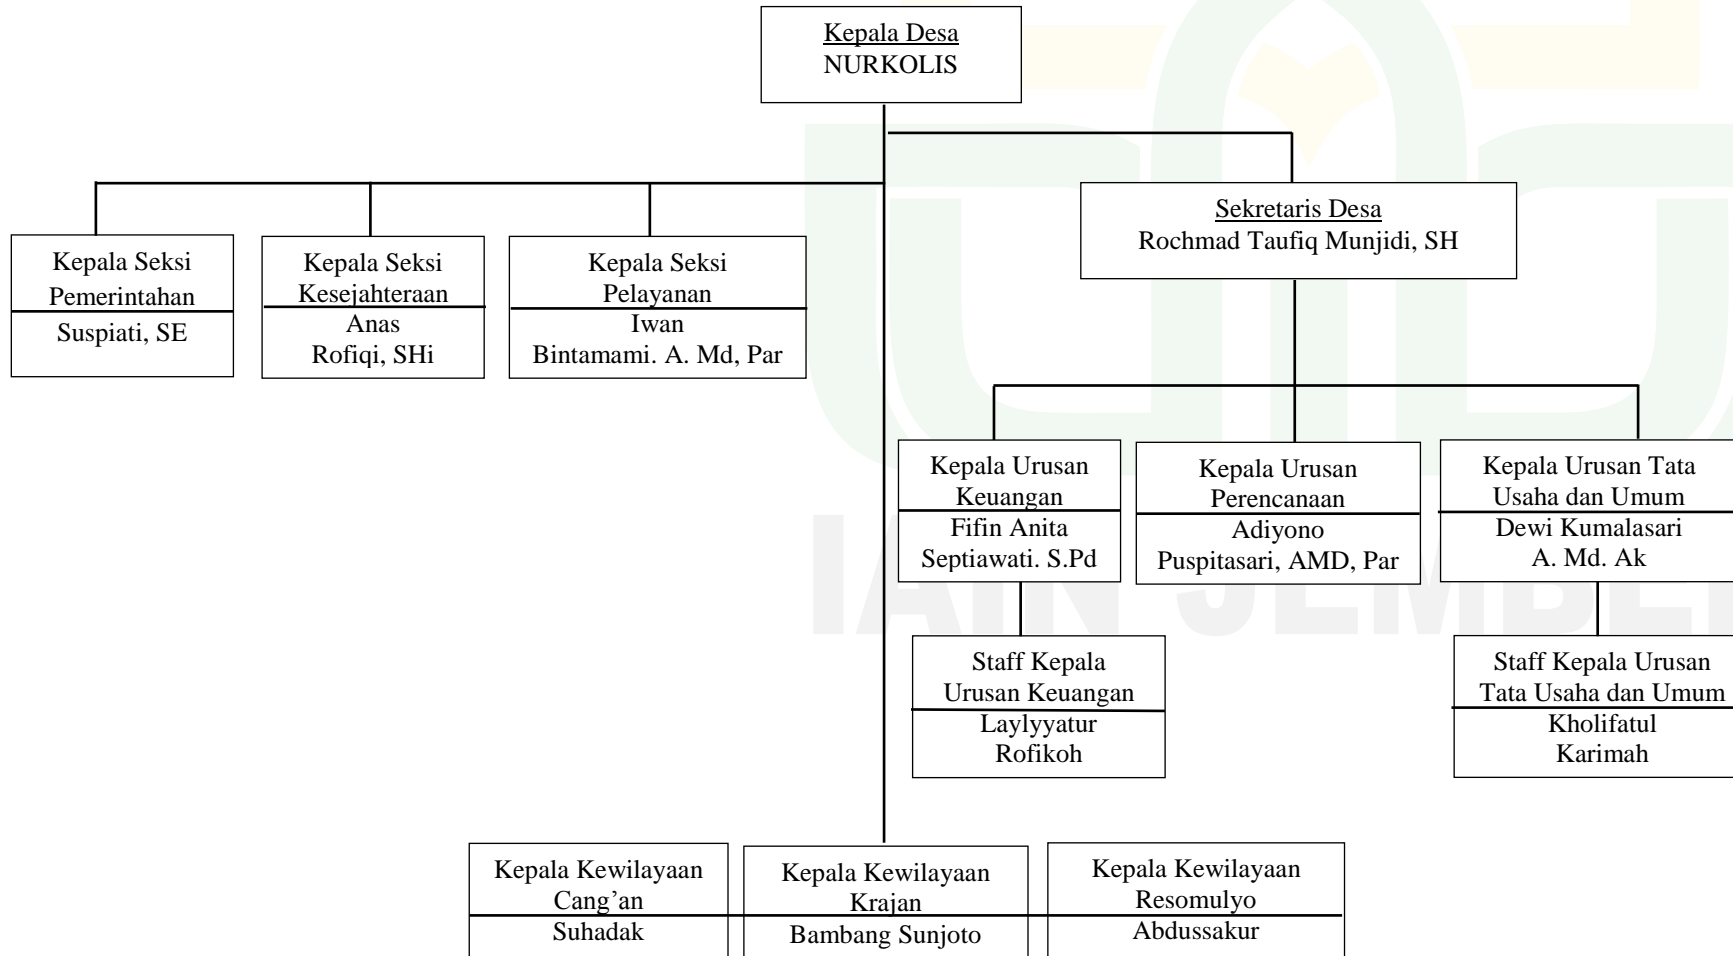 Kepala Desa
NURKOLIS
Sekretaris Desa
Rochmad Taufiq Munjidi, SH
Kepala Seksi
Pemerintahan
Suspiati, SE
Kepala Seksi
Kesejahteraan
Anas
Rofiqi, SHi
Kepala Seksi
Pelayanan
Iwan
Bintamami. A. Md, Par
Kepala Urusan
Keuangan
Fifin Anita
Septiawati. S.Pd
Kepala Urusan
Perencanaan
Adiyono
Puspitasari, AMD, Par
Kepala Urusan Tata
Usaha dan Umum
Dewi Kumalasari
A. Md. Ak
Staff Kepala
Urusan Keuangan
Laylyyatur
Rofikoh
Staff Kepala Urusan
Tata Usaha dan Umum
Kholifatul
Karimah
Kepala Kewilayaan
Cang’an
Suhadak
Kepala Kewilayaan
Krajan
Bambang Sunjoto
Kepala Kewilayaan
Resomulyo
Abdussakur
IAIN JEMBE